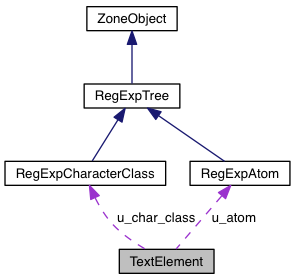 ZoneObject
RegExpTree
RegExpCharacterClass
RegExpAtom
u_char_class
u_atom
TextElement